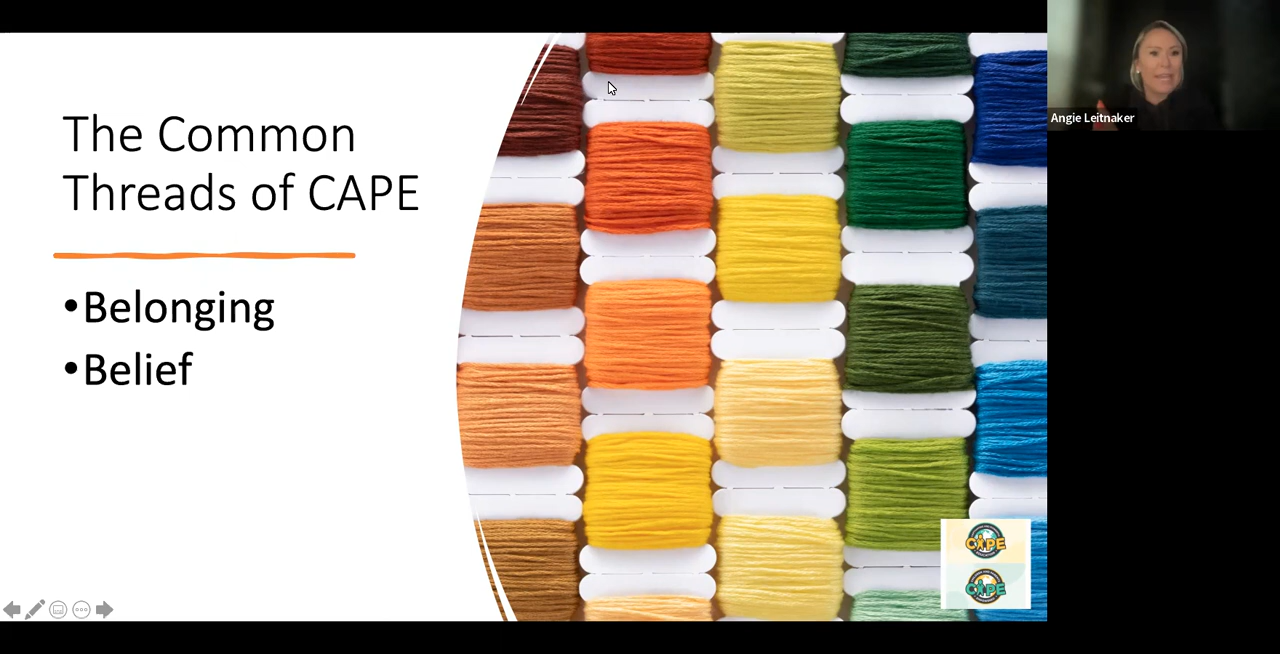 The Common
Threads of CAPE
•Belonging
•Belief
Angie Leitnaker
CAPE
CAPE